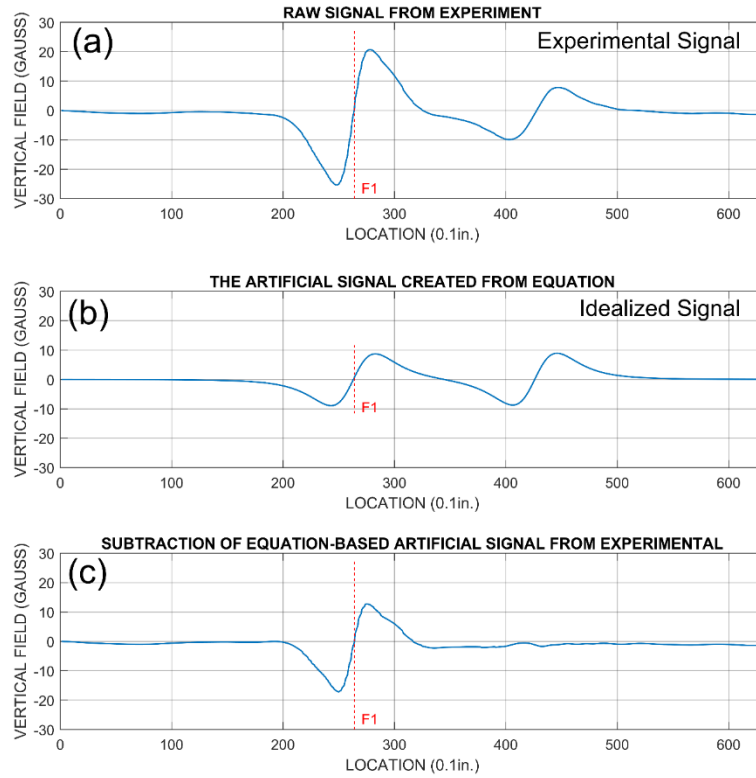 RAW SIGNAL FROM EXPERIMENT
(a)
Experimental Signal
VERTICAL FIELD (GAUSS)
30
20
10
0
-10
-20
-30
F1
0 100 200 300 400 500 600
LOCATION (0.1in.)
THE ARTIFICIAL SIGNAL CREATED FROM EQUATION
(b)
Idealized Signal
VERTICAL FIELD (GAUSS)
30
20
10
0
-10
-20
-30
F1
0 100 200 300 400 500 600
LOCATION (0.1in.)
SUBTRACTION OF EQUATION-BASED ARTIFICIAL SIGNAL FROM EXPERIMENTAL
(c)
VERTICAL FIELD (GAUSS)
30
20
10
0
-10
-20
-30
F1
0 100 200 300 400 500 600
LOCATION (0.1in.)